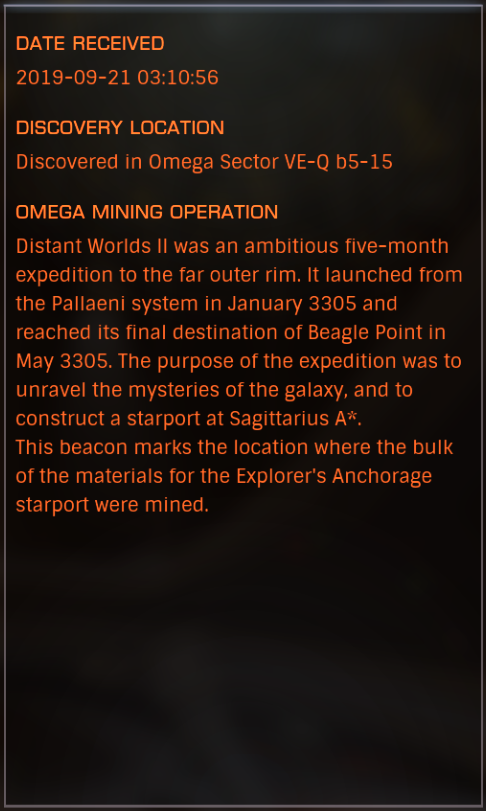 DATE RECEIVED
2019-09-21 03:10:56
DISCOVERY LOCATION
Discovered in Omega Sector VE-Q b5-15
OMEGA MINING OPERATION
Distant Worlds II was an ambitious five-month
expedition to the far outer rim. It launched from
the Pallaeni system in January 3305 and
reached its final destination of Beagle Point in
May 3305. The purpose of the expedition was to
unravel the mysteries of the galaxy, and to
construct a starport at Sagittarius A*.
This beacon marks the location where the bulk
of the materials for the Explorer's Anchorage
starport were mined.